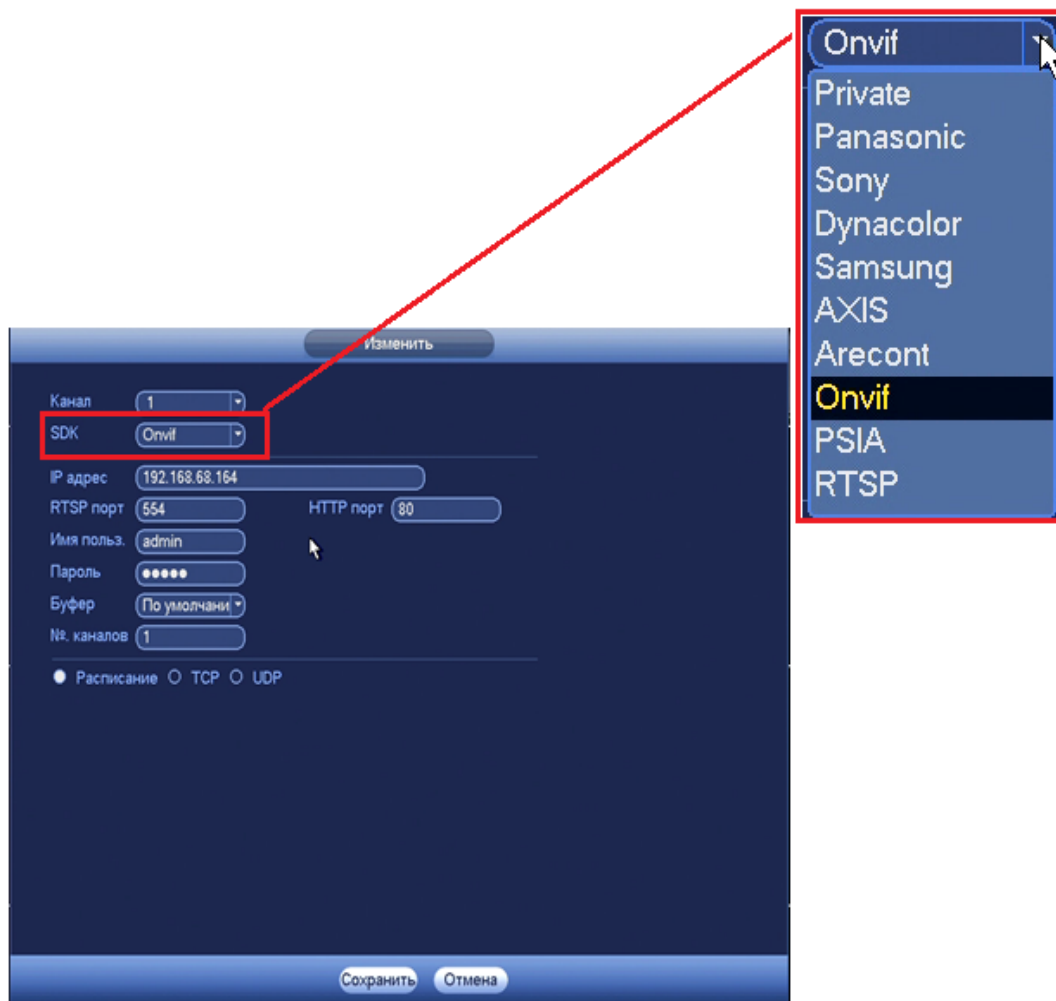 Onvif
Private
Panasonic
Sony
Dynacolor
Samsung
AXIS
Arecont
Onvif
PSIA
RTSP
Изменить
Канал 1
SDK Onvif
IP адрес 192.168.68.164
RTSP порт 554 HTTP порт 80
Имя польз. admin
Пароль ●●●●●
Буфер По умолчани
№. каналов 1
Расписание TCP UDP
Сохранить Отмена